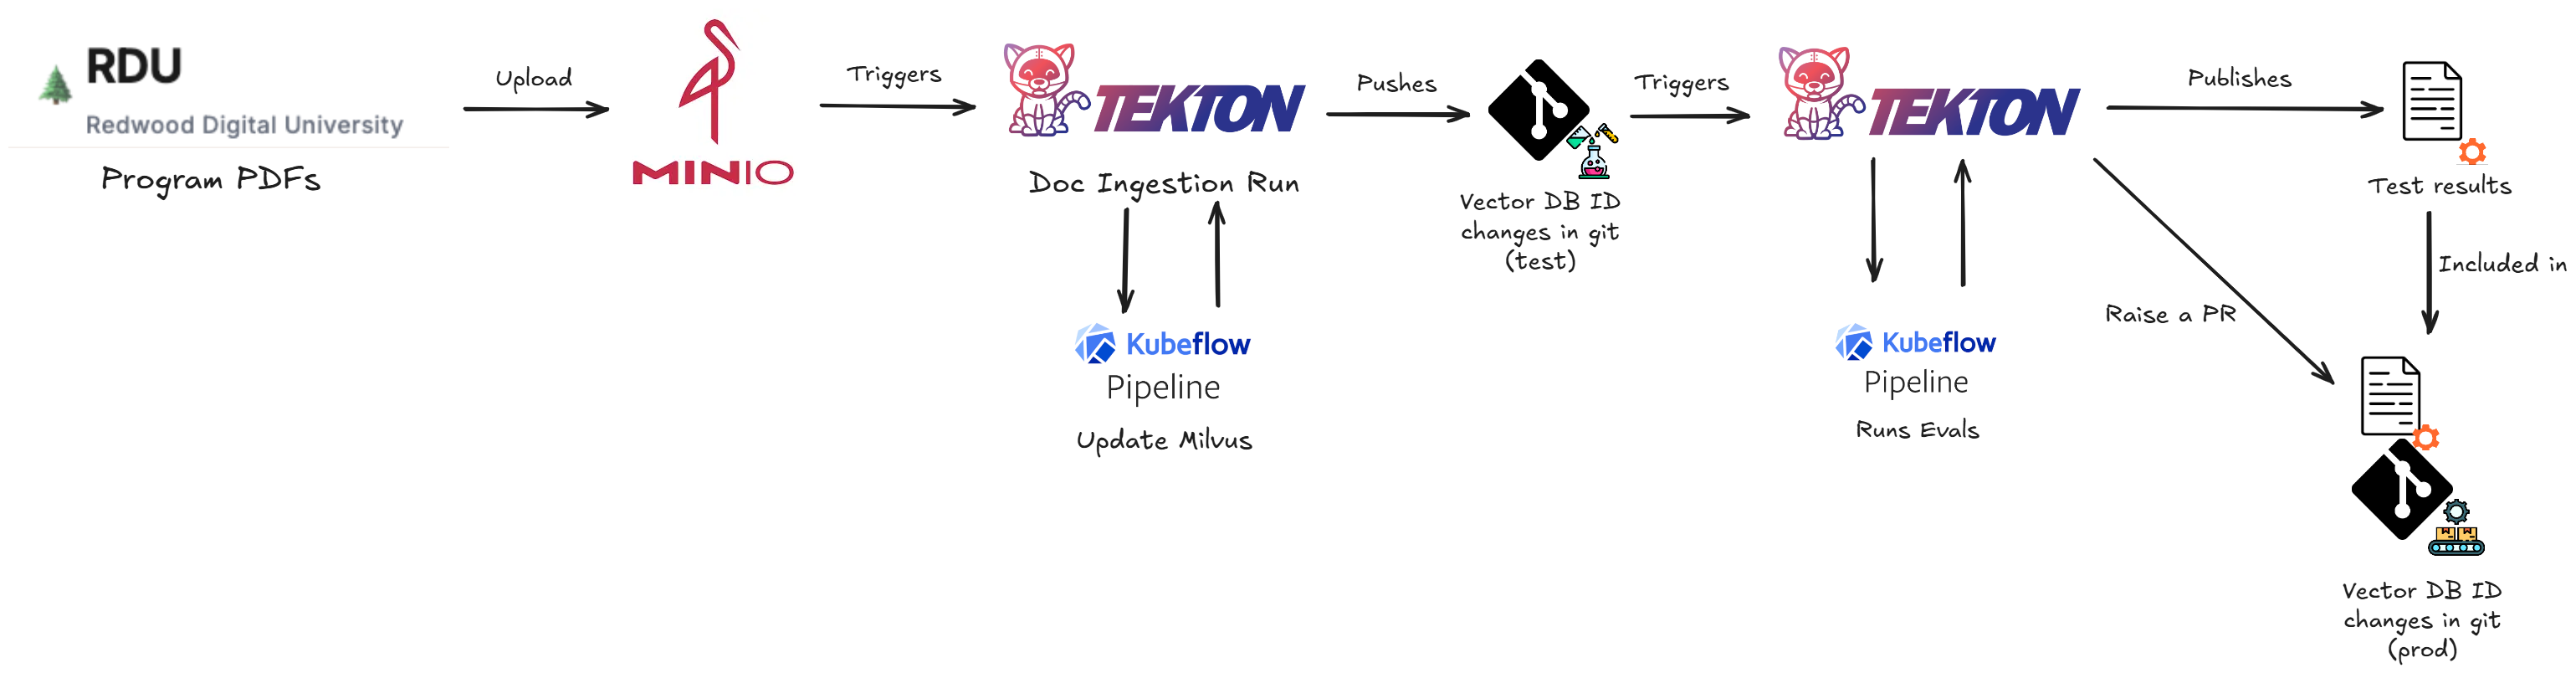 RDU
Redwood Digital University
Program PDFs
Upload
MINIO
Triggers
TEKTON
Doc Ingestion Run
Kubeflow
Pipeline
Update Milvus
Pushes
Vector DB ID
changes in git
(test)
Triggers
TEKTON
Kubeflow
Pipeline
Runs Evals
Publishes
Test results
Included in
Raise a PR
Vector DB ID
changes in git
(prod)